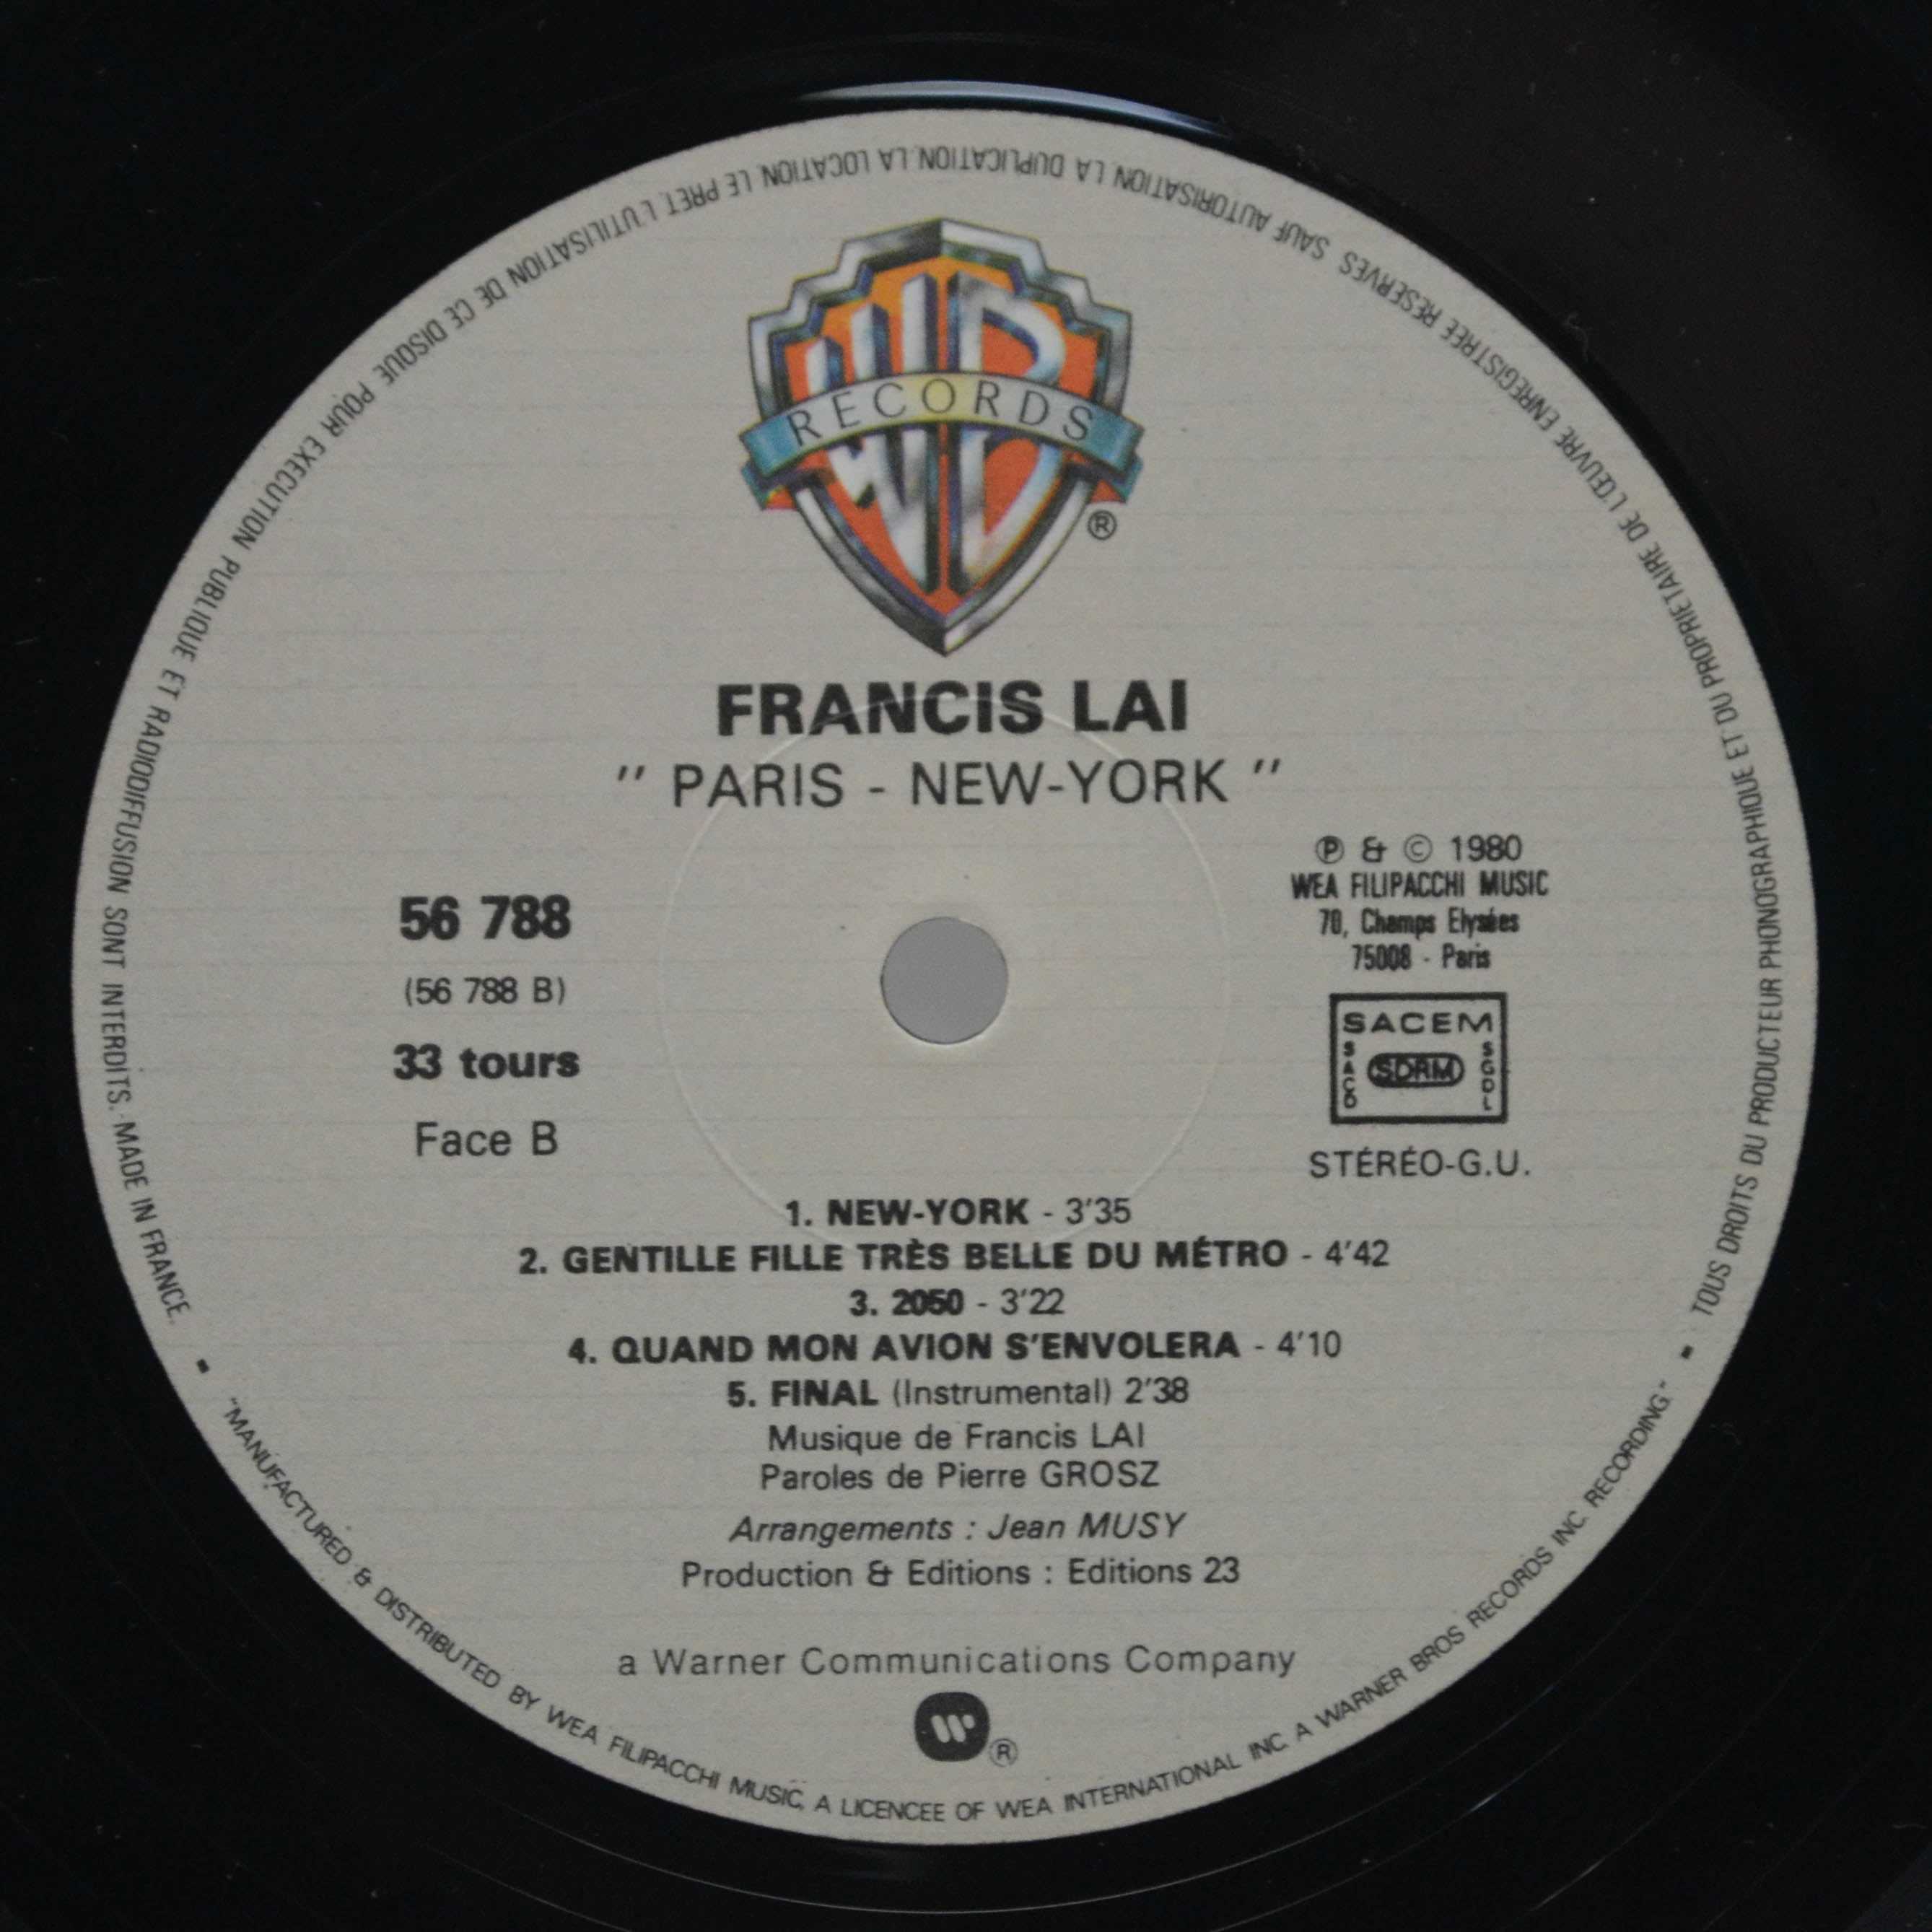 WB
RECORDS
®
FRANCIS LAI
" PARIS - NEW-YORK "
56 788
(56 788 B)
33 tours
Face B
Ⓟ & © 1980
WEA FILIPACCHI MUSIC
70, Champs Elysées
75008 - Paris
SACEM
SACD
SDRM
SGDL
STÉRÉO-G.U.
1. NEW-YORK - 3'35
2. GENTILLE FILLE TRÈS BELLE DU MÉTRO - 4'42
3. 2050 - 3'22
4. QUAND MON AVION S'ENVOLERA - 4'10
5. FINAL (Instrumental) 2'38
Musique de Francis LAI
Paroles de Pierre GROSZ
Arrangements : Jean MUSY
Production & Editions : Editions 23
a Warner Communications Company
®
TOUS DROITS DU PRODUCTEUR PHONOGRAPHIQUE ET DU PROPRIETAIRE DE L'ŒUVRE ENREGISTREE RESERVES SAUF AUTORISATION LA DUPLICATION, LA LOCATION, LE PRET, L'UTILISATION DE CE DISQUE POUR EXECUTION PUBLIQUE ET RADIODIFFUSION SONT INTERDITS. MADE IN FRANCE.
"MANUFACTURED & DISTRIBUTED BY WEA FILIPACCHI MUSIC, A LICENCEE OF WEA INTERNATIONAL INC. A WARNER BROS RECORDS INC. RECORDING."